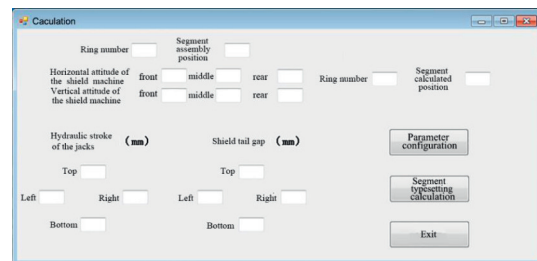 Caculation
Ring number
Segment
assembly
position
Horizontal attitude of
the shield machine
front middle rear
Vertical attitude of
the shield machine
front middle rear
Ring number
Segment
calculated
position
Hydraulic stroke
of the jacks
(mm)
Shield tail gap (mm)
Parameter
configuration
Top
Top
Left Right
Left Right
Segment
typesetting
calculation
Bottom
Bottom
Exit